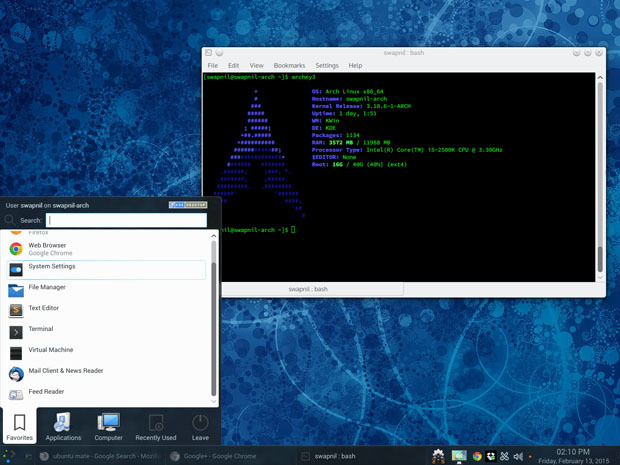 swapnil : bash
File Edit View Bookmarks Settings Help
[swapnil@swapnil-arch ~]$ archey3
OS: Arch Linux x86_64
Hostname: swapnil-arch
Kernel Release: 3.18.6-1-ARCH
Uptime: 1 day, 1:53
WM: KWin
DE: KDE
Packages: 1134
RAM: 3572 MB / 11988 MB
Processor Type: Intel(R) Core(TM) i5-2500K CPU @ 3.30GHz
$EDITOR: None
Root: 16G / 40G (40%) (ext4)
swapnil@swapnil-arch ~]$
swapnil : bash
User swapnil on swapnil-arch
Search:
Firefox
Web Browser
Google Chrome
System Settings
File Manager
Text Editor
Terminal
Virtual Machine
Mail Client & News Reader
Feed Reader
Favorites Applications Computer Recently Used Leave
ubuntu mate - Google Search - Mozil
Google+ - Google Chrome
swapnil : bash
02:10 PM
Friday, February 13, 2015